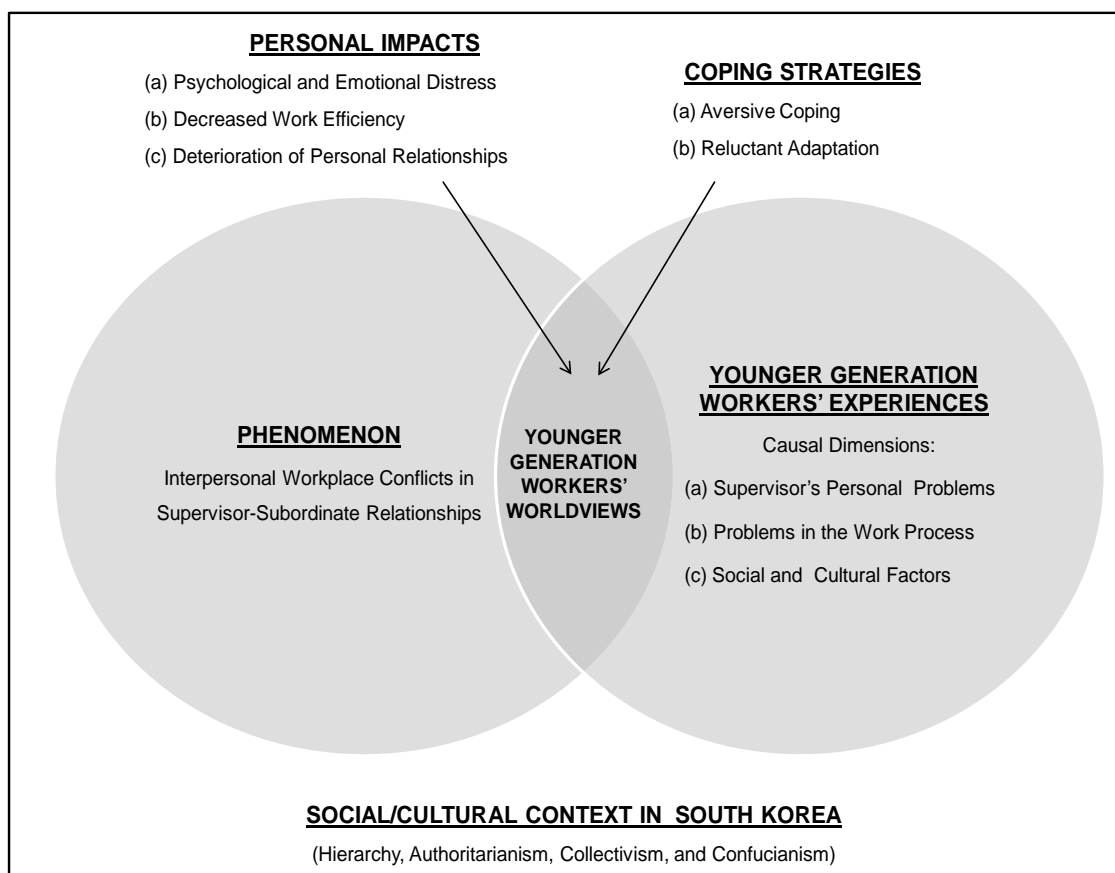 PERSONAL IMPACTS
(a) Psychological and Emotional Distress
(b) Decreased Work Efficiency
(c) Deterioration of Personal Relationships
COPING STRATEGIES
(a) Aversive Coping
(b) Reluctant Adaptation
PHENOMENON
Interpersonal Workplace Conflicts in
Supervisor-Subordinate Relationships
YOUNGER
GENERATION
WORKERS'
WORLDVIEWS
YOUNGER GENERATION
WORKERS' EXPERIENCES
Causal Dimensions:
(a) Supervisor's Personal Problems
(b) Problems in the Work Process
(c) Social and Cultural Factors
SOCIAL/CULTURAL CONTEXT IN SOUTH KOREA
(Hierarchy, Authoritarianism, Collectivism, and Confucianism)